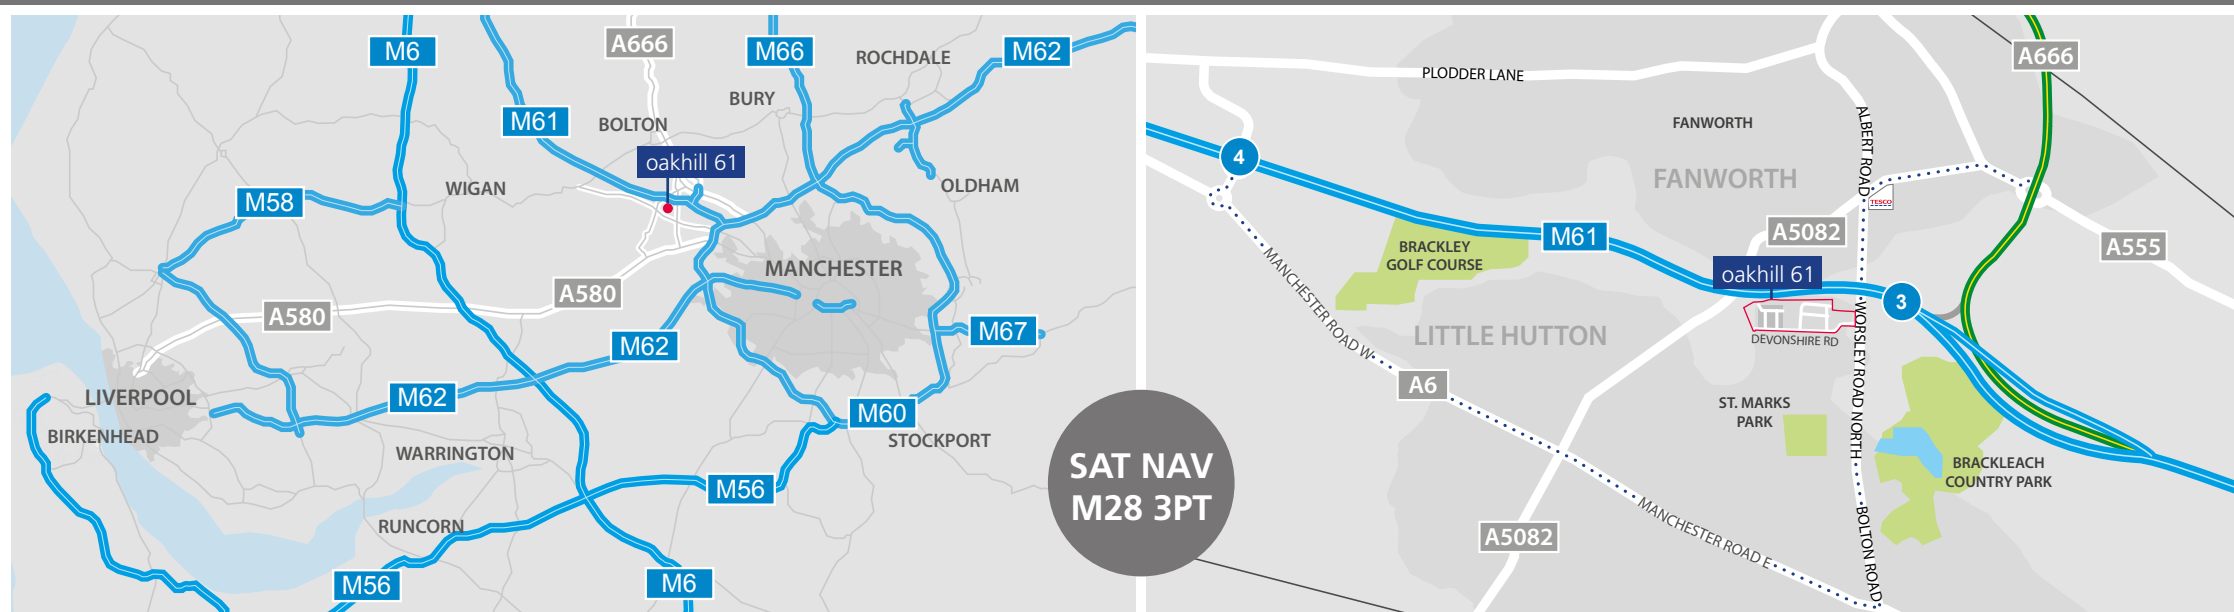 M6
A666
M66
ROCHDALE
M62
BURY
M61
BOLTON
oakhill 61
WIGAN
OLDHAM
M58
MANCHESTER
A580
A580
M67
M62
M62
LIVERPOOL
M60
BIRKENHEAD
STOCKPORT
WARRINGTON
M56
RUNCORN
M56
M6
SAT NAV
M28 3PT
A666
PLODDER LANE
FANWORTH
ALBERT ROAD
4
FANWORTH
TESCO
A5082
M61
A555
BRACKLEY
GOLF COURSE
oakhill 61
3
MANCHESTER ROAD W
LITTLE HUTTON
DEVONSHIRE RD
WORSLEY ROAD NORTH
A6
ST. MARKS
PARK
BRACKLEACH
COUNTRY PARK
A5082
MANCHESTER ROAD E
BOLTON ROAD